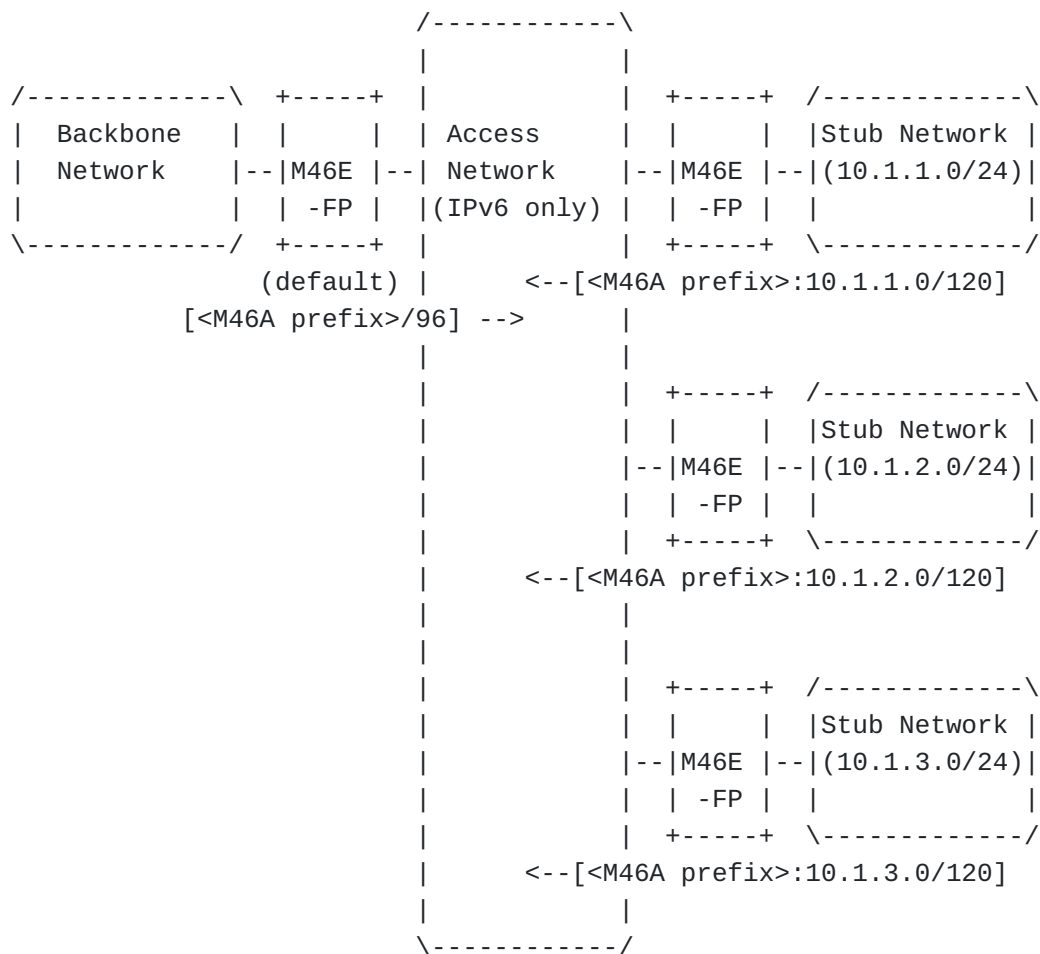 /------------\
                           |            |
/-------------\  +-----+  |            |  +-----+  /-------------\
|  Backbone   |  |     |  | Access     |  |     |  |Stub Network |
|  Network    |--|M46E |--| Network    |--|M46E |--|(10.1.1.0/24)|
|             |  | -FP |  |(IPv6 only) |  | -FP |  |             |
\-------------/  +-----+  |            |  +-----+  \-------------/
                (default) |      <--[<M46A prefix>:10.1.1.0/120]
           [<M46A prefix>/96] -->      |
                          |            |
                          |            |  +-----+  /-------------\
                          |            |  |     |  |Stub Network |
                          |            |--|M46E |--|(10.1.2.0/24)|
                          |            |  | -FP |  |             |
                          |            |  +-----+  \-------------/
                          |      <--[<M46A prefix>:10.1.2.0/120]
                          |            |
                          |            |
                          |            |  +-----+  /-------------\
                          |            |  |     |  |Stub Network |
                          |            |--|M46E |--|(10.1.3.0/24)|
                          |            |  | -FP |  |             |
                          |            |  +-----+  \-------------/
                          |      <--[<M46A prefix>:10.1.3.0/120]
                          |            |
                          \------------/